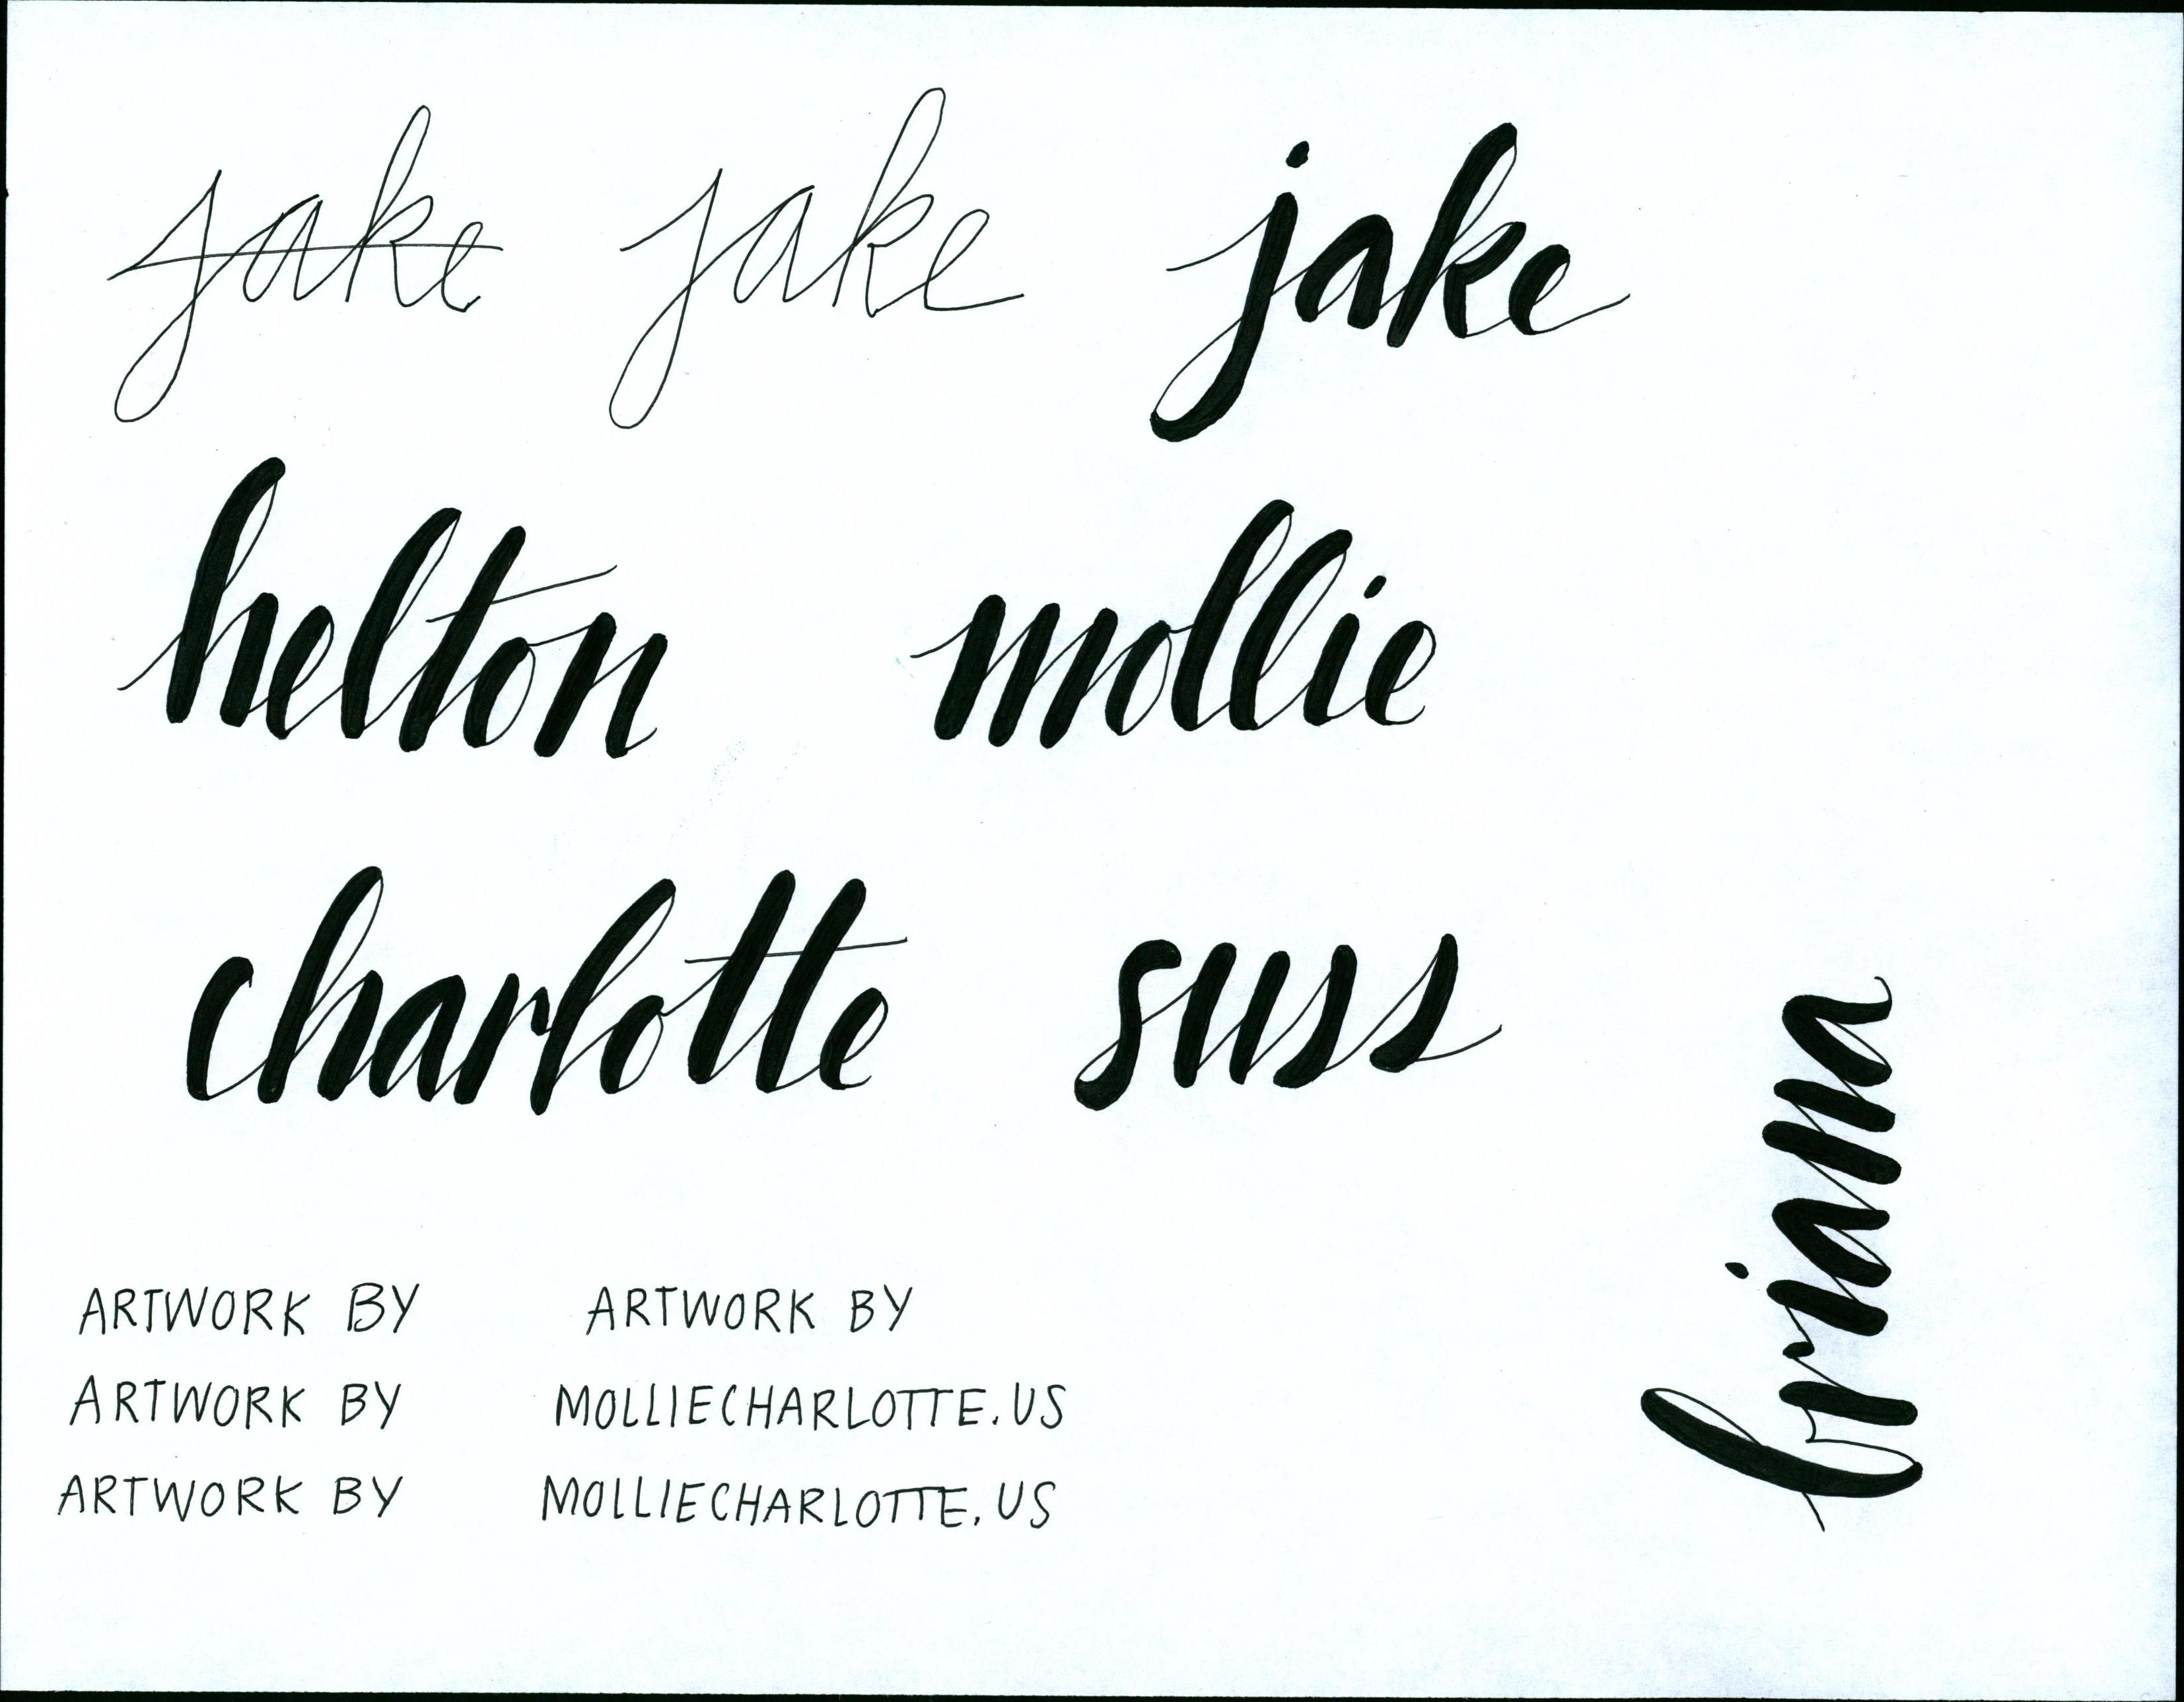 jake jake jake
helton mollie
charlotte suss
briana
ARTWORK BY ARTWORK BY
ARTWORK BY MOLLIECHARLOTTE.US
ARTWORK BY MOLLIECHARLOTTE.US